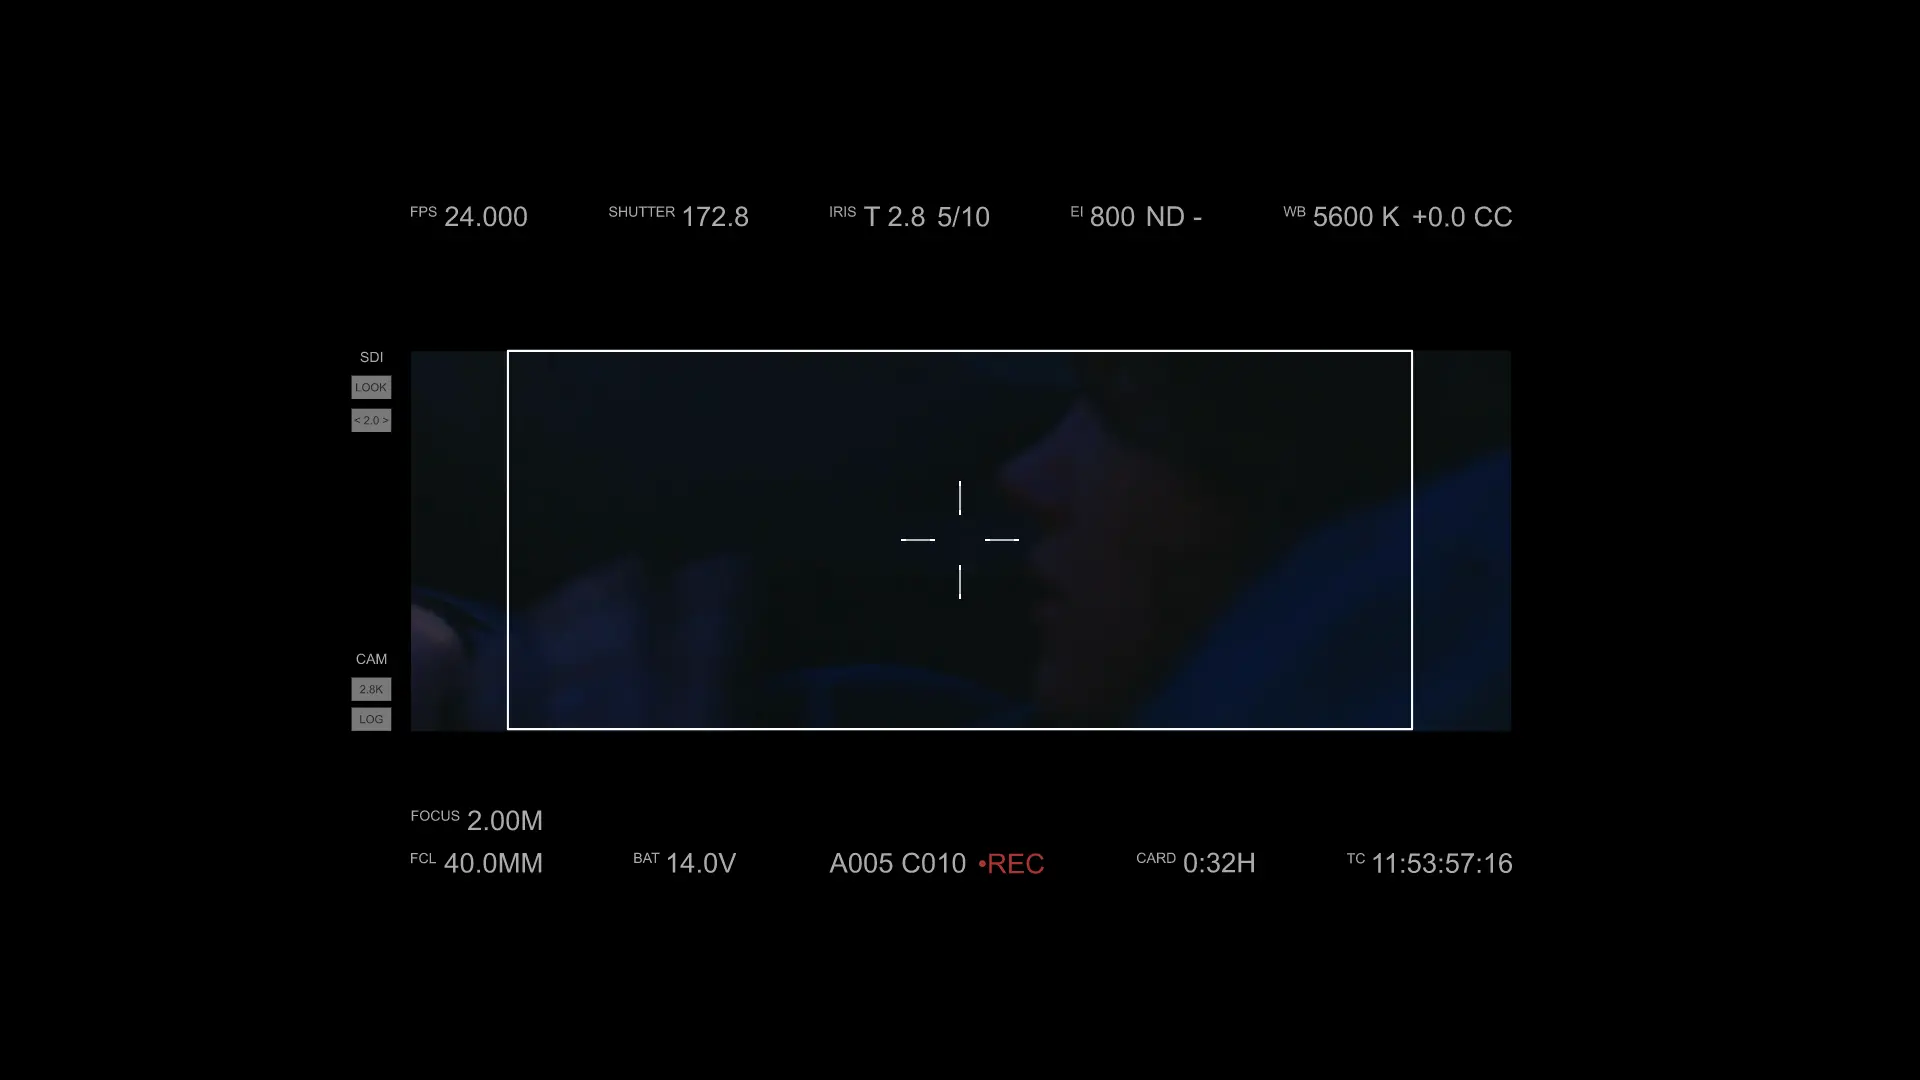 FPS 24.000 SHUTTER 172.8 IRIS T 2.8 5/10 EI 800 ND - WB 5600 K +0.0 CC
SDI
LOOK
< 2.0 >
CAM
2.8K
LOG
FOCUS 2.00M
FCL 40.0MM BAT 14.0V A005 C010 •REC CARD 0:32H TC 11:53:57:16